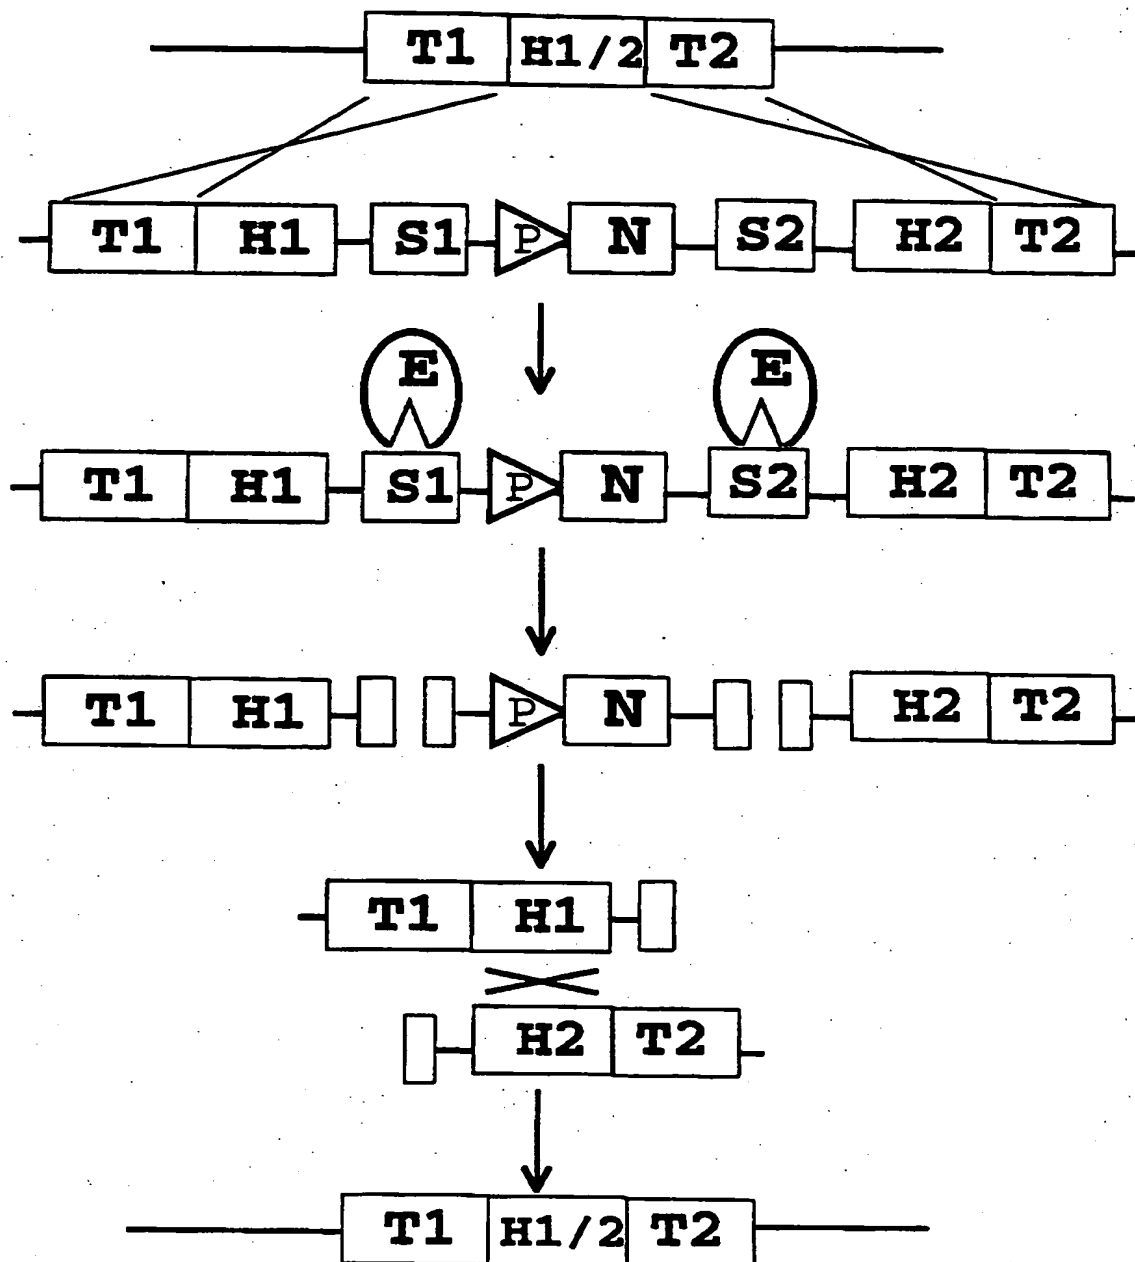 T1 H1/2 T2
T1 H1 S1 P N S2 H2 T2
E E
T1 H1 S1 P N S2 H2 T2
T1 H1 P N H2 T2
T1 H1
H2 T2
T1 H1/2 T2